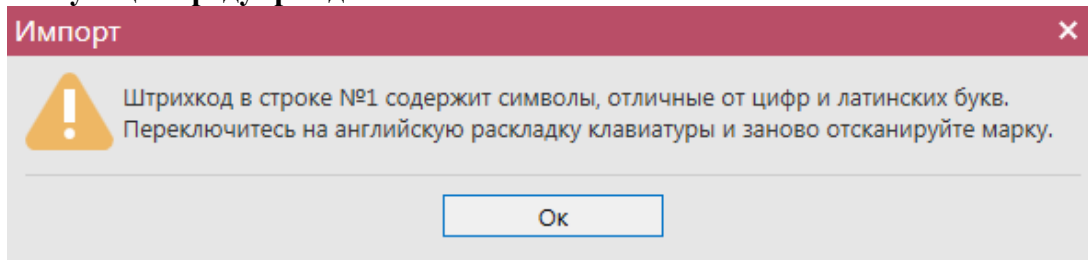 Импорт
Штрихкод в строке №1 содержит символы, отличные от цифр и латинских букв.
Переключитесь на английскую раскладку клавиатуры и заново отсканируйте марку.
Ок